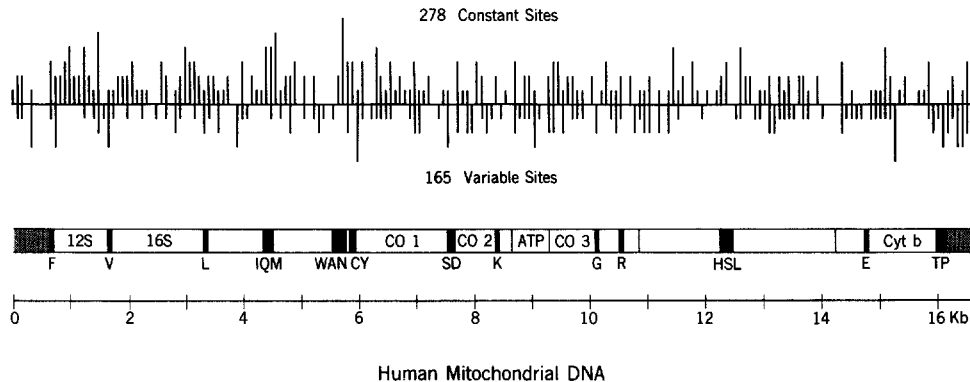 278 Constant Sites
165 Variable Sites
12S 16S CO 1 CO 2 ATP CO 3 Cyt b
F V L IQM WAN CY SD K G R HSL E TP
0 2 4 6 8 10 12 14 16 Kb
Human Mitochondrial DNA